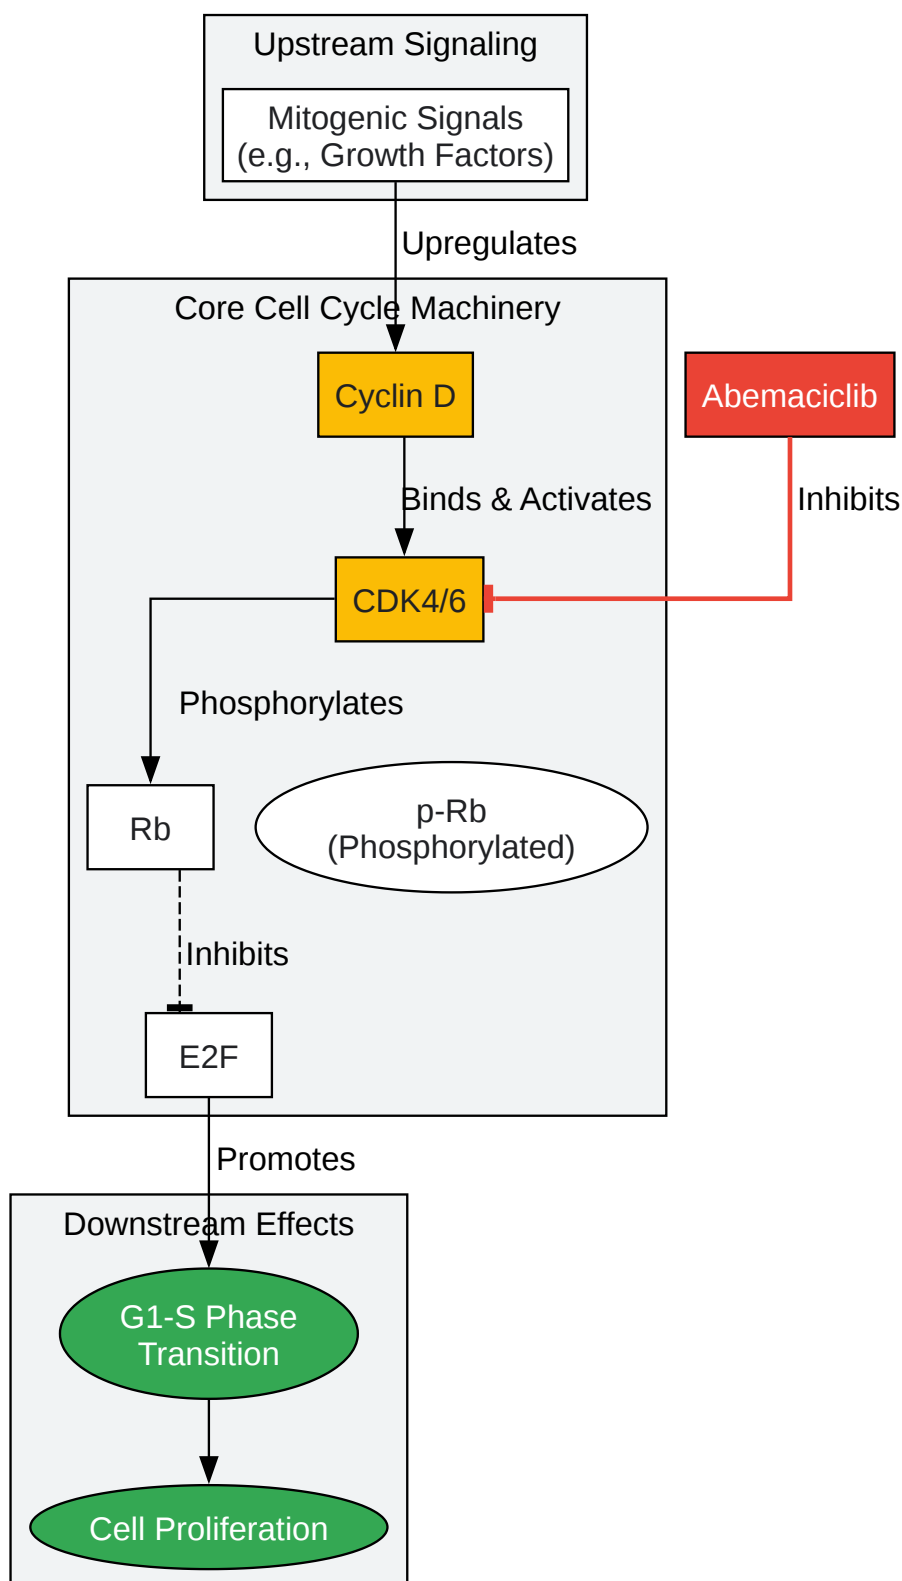 Upstream Signaling
Mitogenic Signals
(e.g., Growth Factors)
Upregulates
Core Cell Cycle Machinery
Cyclin D
Abemaciclib
Binds & Activates
Inhibits
CDK4/6
Phosphorylates
Rb
p-Rb
(Phosphorylated)
Inhibits
E2F
Promotes
Downstream Effects
G1-S Phase
Transition
Cell Proliferation